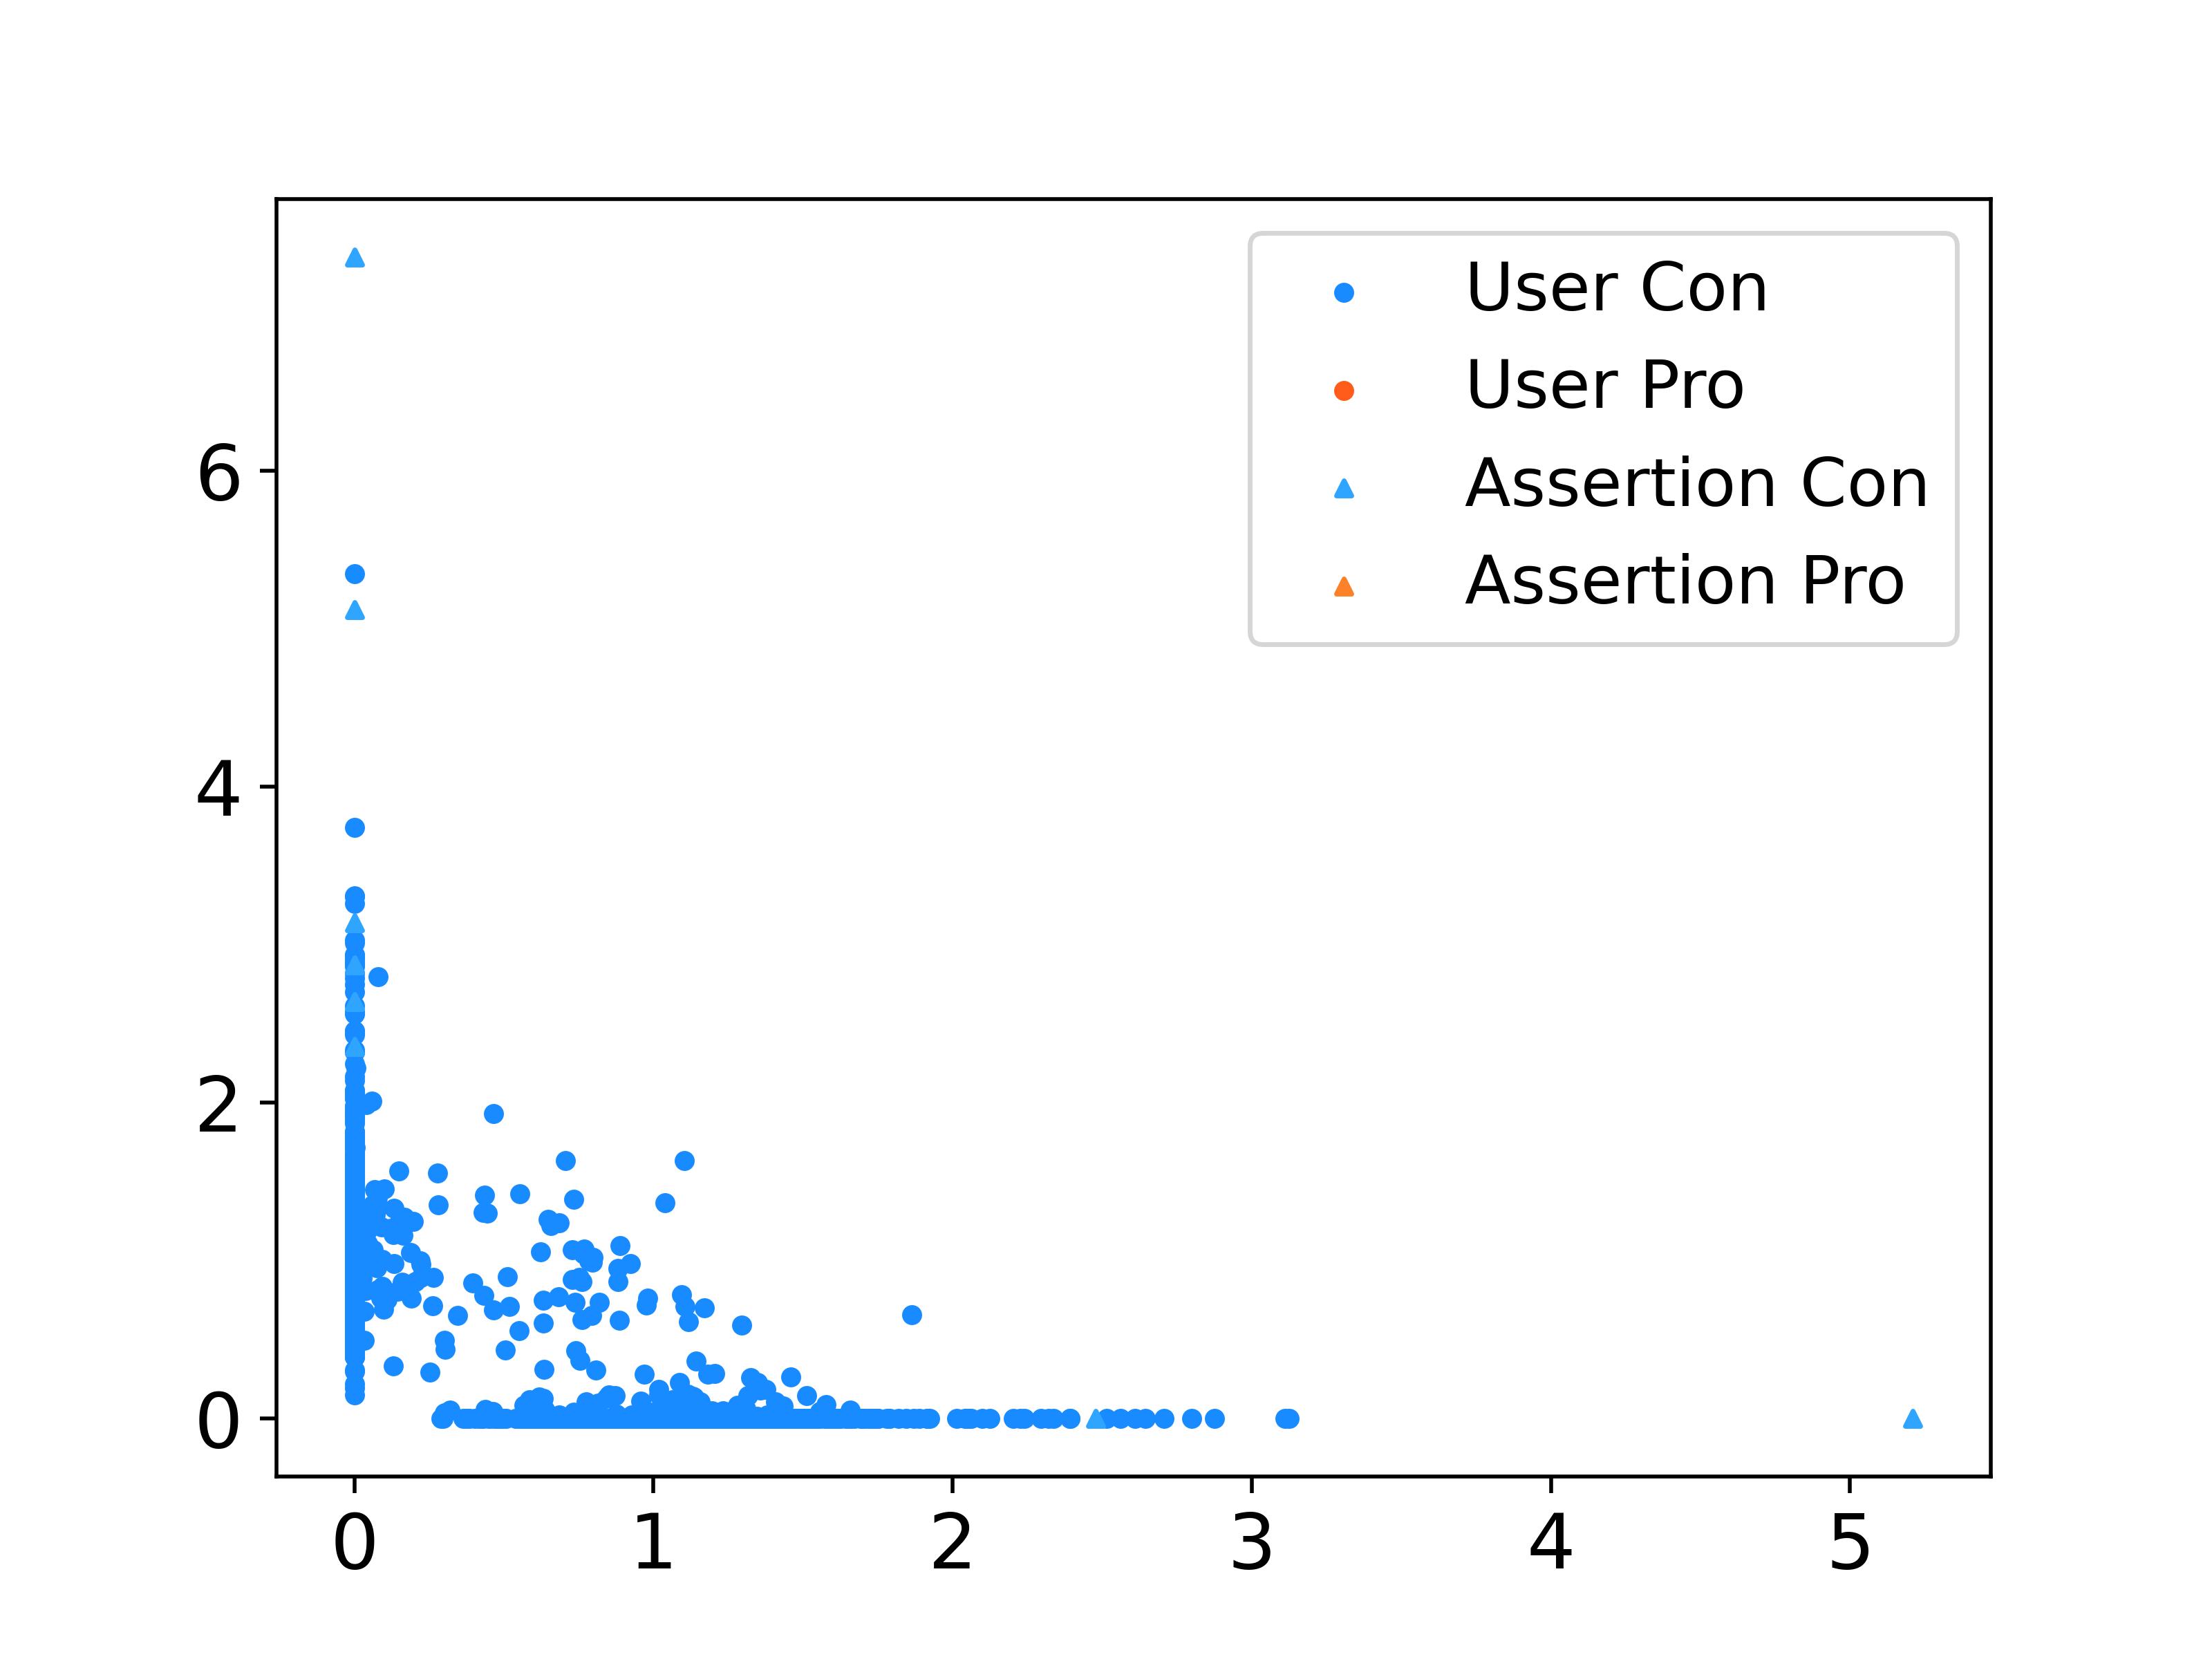 User Con
User Pro
Assertion Con
Assertion Pro
6
4
2
0
0 1 2 3 4 5